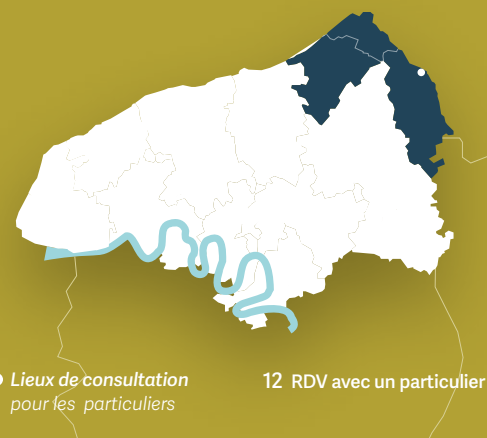 Lieux de consultation
pour les particuliers
12 RDV avec un particulier